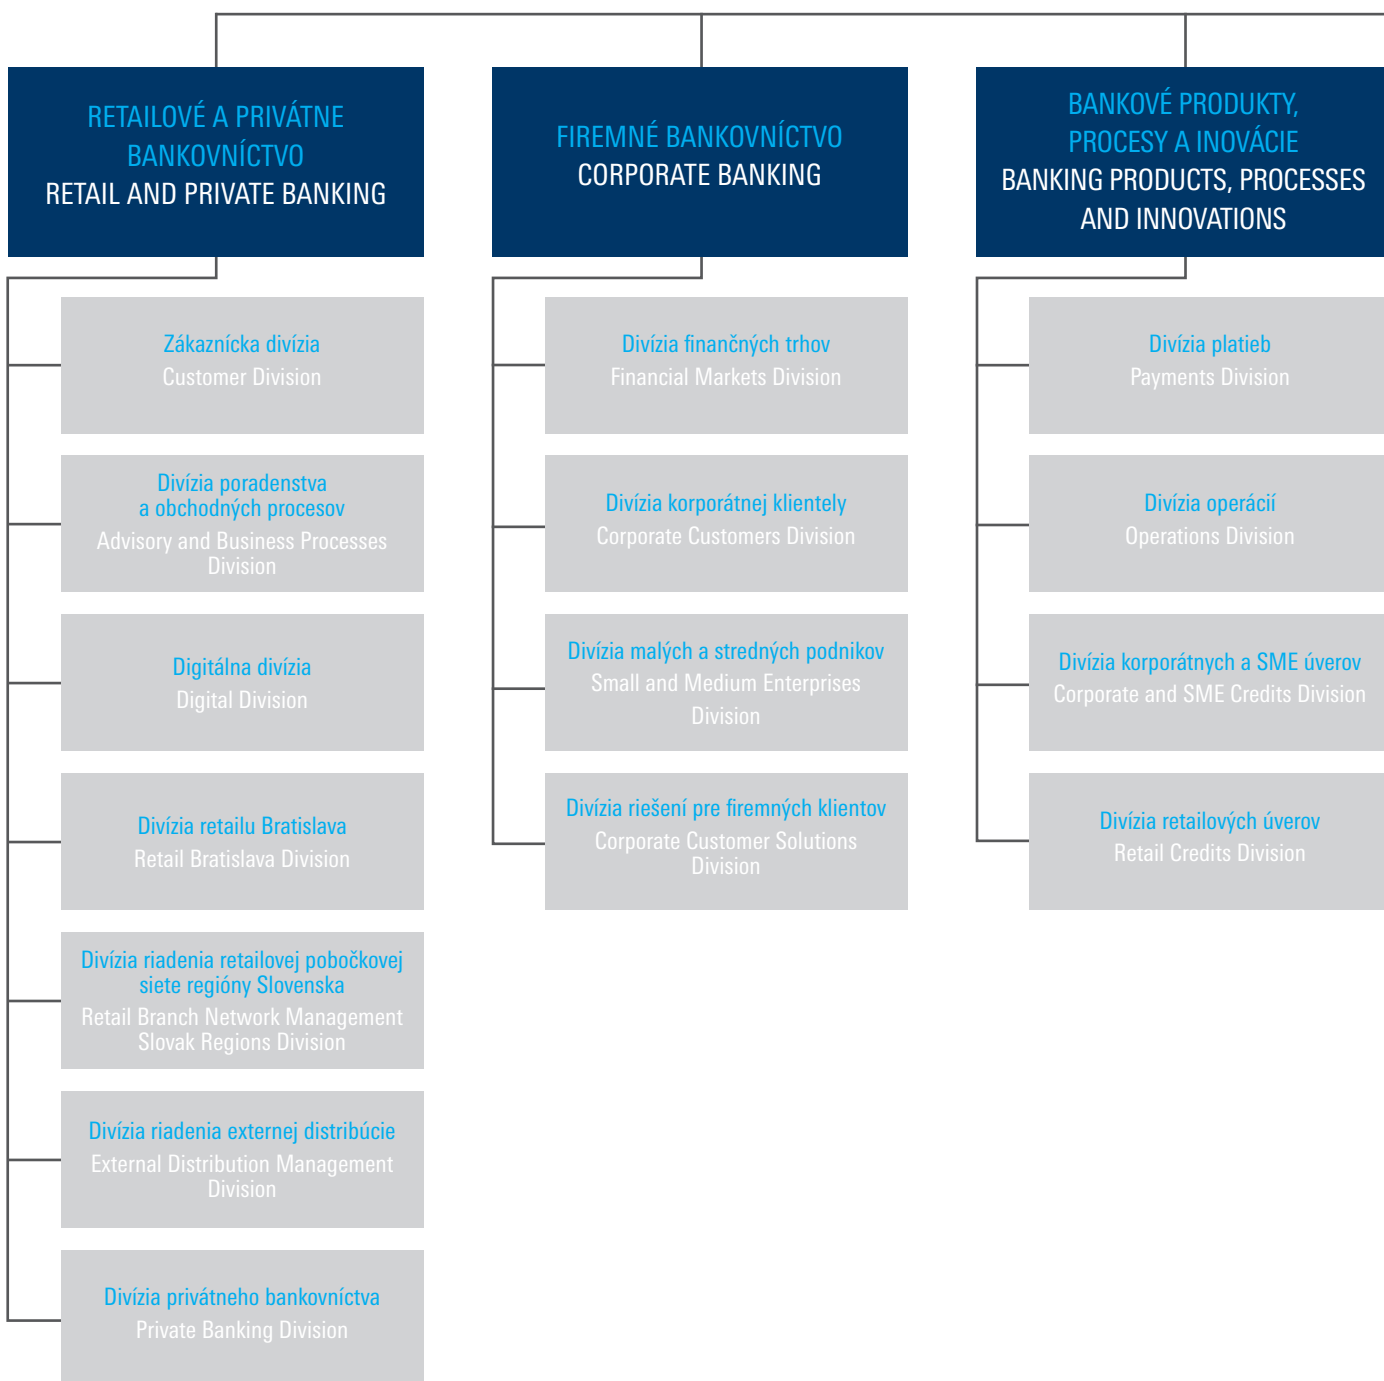 RETAILOVÉ A PRIVÁTNE
BANKOVNÍCTVO
RETAIL AND PRIVATE BANKING
Zákaznícka divízia
Customer Division
Divízia poradenstva
a obchodných procesov
Advisory and Business Processes
Division
Digitálna divízia
Digital Division
Divízia retailu Bratislava
Retail Bratislava Division
Divízia riadenia retailovej pobočkovej
siete regióny Slovenska
Retail Branch Network Management
Slovak Regions Division
Divízia riadenia externej distribúcie
External Distribution Management
Division
Divízia privátneho bankovníctva
Private Banking Division
FIREMNÉ BANKOVNÍCTVO
CORPORATE BANKING
Divízia finančných trhov
Financial Markets Division
Divízia korporátnej klientely
Corporate Customers Division
Divízia malých a stredných podnikov
Small and Medium Enterprises
Division
Divízia riešení pre firemných klientov
Corporate Customer Solutions
Division
BANKOVÉ PRODUKTY,
PROCESY A INOVÁCIE
BANKING PRODUCTS, PROCESSES
AND INNOVATIONS
Divízia platieb
Payments Division
Divízia operácií
Operations Division
Divízia korporátnych a SME úverov
Corporate and SME Credits Division
Divízia retailových úverov
Retail Credits Division